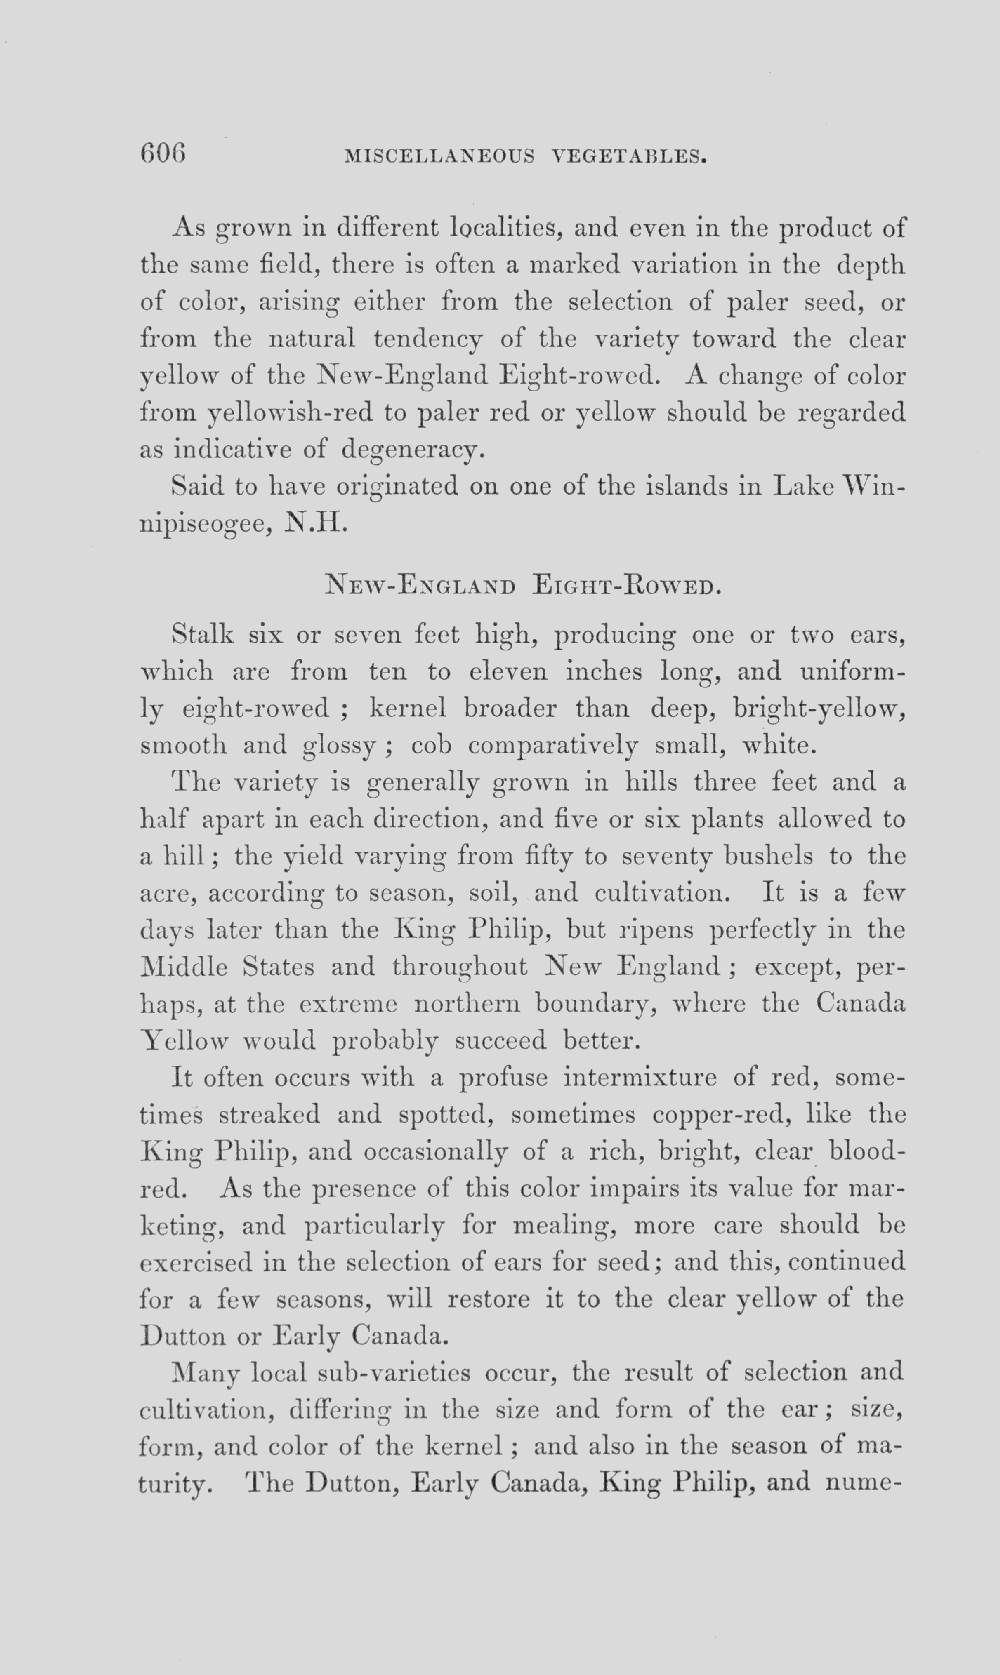 606 MISCELLANEOUS VEGETABLES.
As grown in different localities, and even in the product of
the same field, there is often a marked variation in the depth
of color, arising either from the selection of paler seed, or
from the natural tendency of the variety toward the clear
yellow of the New-England Eight-rowed. A change of color
from yellowish-red to paler red or yellow should be regarded
as indicative of degeneracy.
Said to have originated on one of the islands in Lake Win-
nipiseogee, N.H.
NEW-ENGLAND EIGHT-ROWED.
Stalk six or seven feet high, producing one or two ears,
which are from ten to eleven inches long, and uniform-
ly eight-rowed ; kernel broader than deep, bright-yellow,
smooth and glossy ; cob comparatively small, white.
The variety is generally grown in hills three feet and a
half apart in each direction, and five or six plants allowed to
a hill ; the yield varying from fifty to seventy bushels to the
acre, according to season, soil, and cultivation. It is a few
days later than the King Philip, but ripens perfectly in the
Middle States and throughout New England ; except, per-
haps, at the extreme northern boundary, where the Canada
Yellow would probably succeed better.
It often occurs with a profuse intermixture of red, some-
times streaked and spotted, sometimes copper-red, like the
King Philip, and occasionally of a rich, bright, clear blood-
red. As the presence of this color impairs its value for mar-
keting, and particularly for mealing, more care should be
exercised in the selection of ears for seed ; and this, continued
for a few seasons, will restore it to the clear yellow of the
Dutton or Early Canada.
Many local sub-varieties occur, the result of selection and
cultivation, differing in the size and form of the ear ; size,
form, and color of the kernel ; and also in the season of ma-
turity. The Dutton, Early Canada, King Philip, and nume-